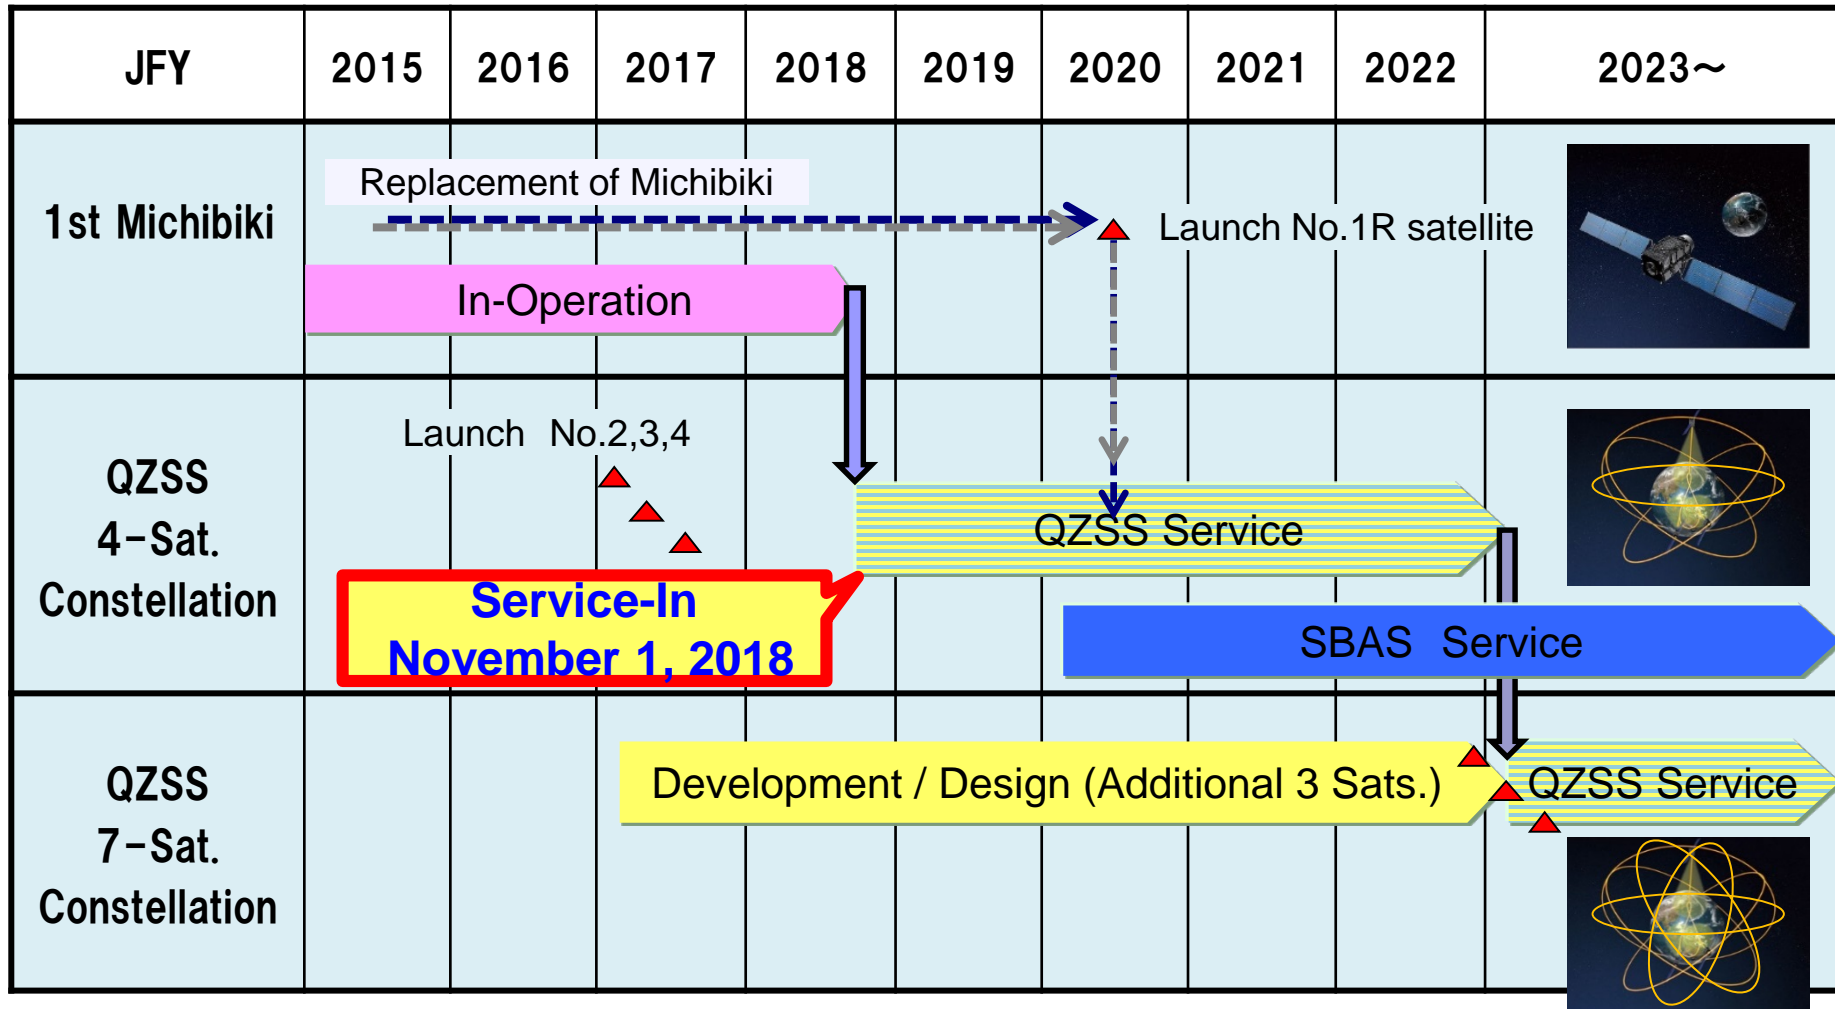 JFY 2015 2016 2017 2018 2019 2020 2021 2022 2023~
1st Michibiki
Replacement of Michibiki
Launch No.1R satellite
In-Operation
QZSS
4-Sat.
Constellation
Launch No.2,3,4
QZSS Service
Service-In
November 1, 2018
SBAS Service
QZSS
7-Sat.
Constellation
Development / Design (Additional 3 Sats.)
QZSS Service